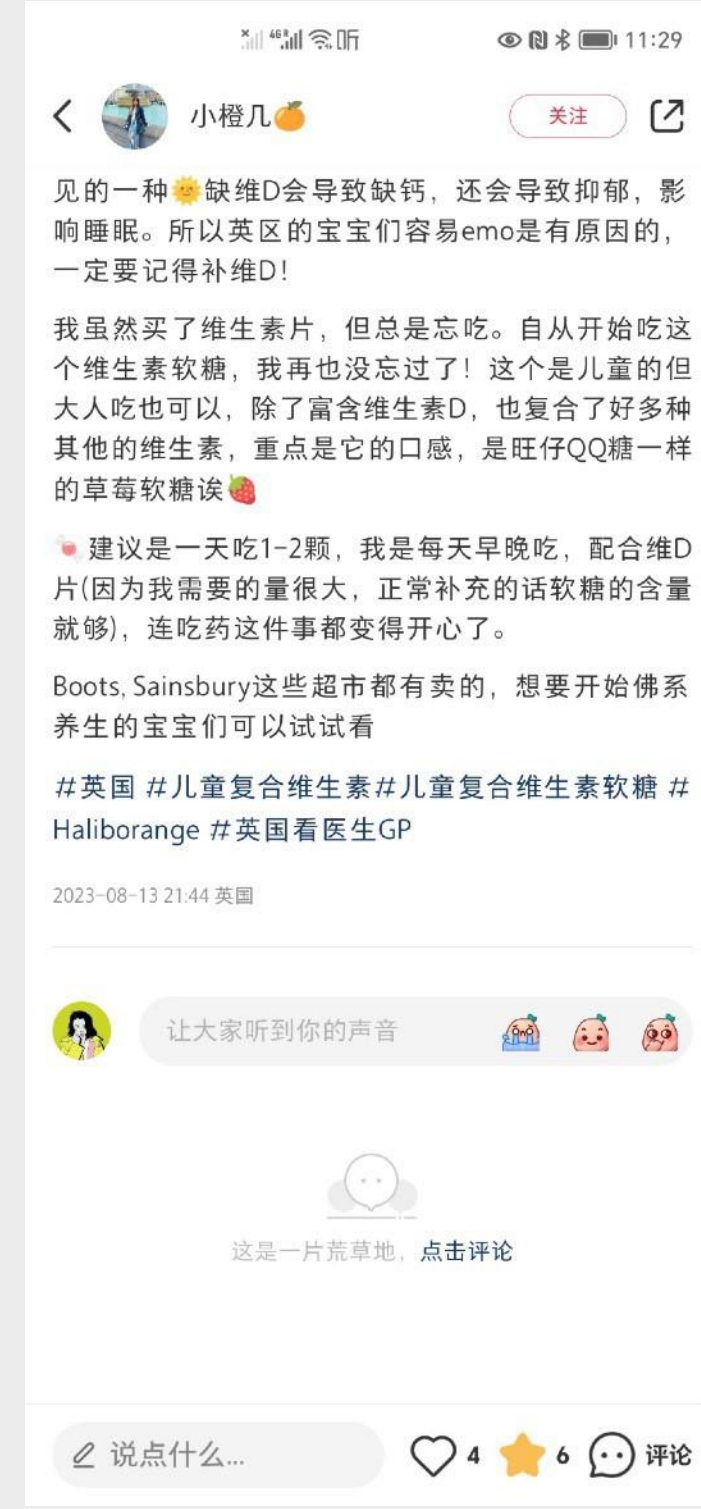 46 听 11:29
小橙几🍊 关注
见的一种🌞缺维D会导致缺钙，还会导致抑郁，影
响睡眠。所以英区的宝宝们容易emo是有原因的，
一定要记得补维D！
我虽然买了维生素片，但总是忘吃。自从开始吃这
个维生素软糖，我再也没忘过了！这个是儿童的但
大人吃也可以，除了富含维生素D，也复合了好多种
其他的维生素，重点是它的口感，是旺仔QQ糖一样
的草莓软糖诶🍓
🍬建议是一天吃1-2颗，我是每天早晚吃，配合维D
片(因为我需要的量很大，正常补充的话软糖的含量
就够)，连吃药这件事都变得开心了。
Boots, Sainsbury这些超市都有卖的，想要开始佛系
养生的宝宝们可以试试看
#英国 #儿童复合维生素#儿童复合维生素软糖 #
Haliborange #英国看医生GP
2023-08-13 21:44 英国
让大家听到你的声音
这是一片荒草地，点击评论
说点什么... 4 6 评论